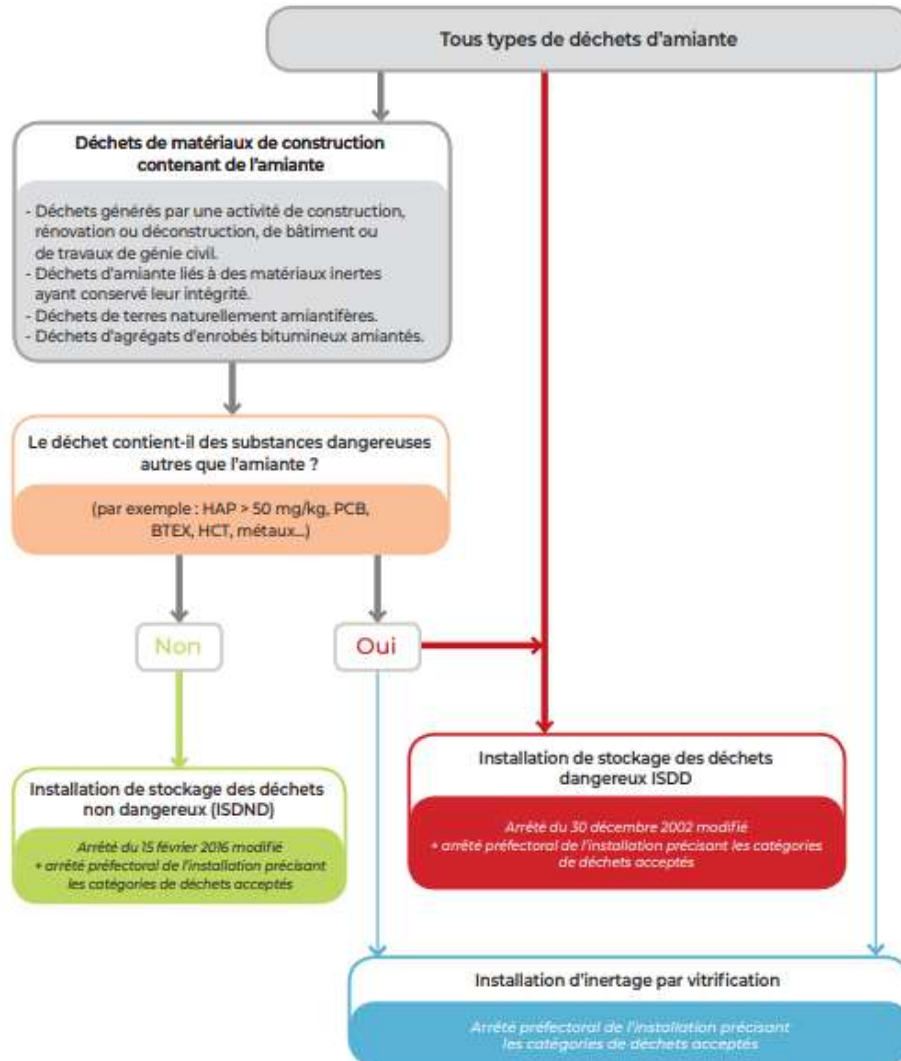 Tous types de déchets d'amiante
Déchets de matériaux de construction
contenant de l'amiante
- Déchets générés par une activité de construction,
rénovation ou déconstruction, de bâtiment ou
de travaux de génie civil.
- Déchets d'amiante liés à des matériaux inertes
ayant conservé leur intégrité.
- Déchets de terres naturellement amiantifères.
- Déchets d'agrégats d'enrobés bitumineux amiantés.
Le déchet contient-il des substances dangereuses
autres que l'amiante ?
(par exemple : HAP > 50 mg/kg, PCB,
BTEX, HCT, métaux...)
Non
Oui
Installation de stockage des déchets
non dangereux (ISDND)
Arrêté du 15 février 2016 modifié
+ arrêté préfectoral de l'installation précisant
les catégories de déchets acceptés
Installation de stockage des déchets
dangereux ISDD
Arrêté du 30 décembre 2002 modifié
+ arrêté préfectoral de l'installation précisant les catégories
de déchets acceptés
Installation d'inertage par vitrification
Arrêté préfectoral de l'installation précisant
les catégories de déchets acceptés